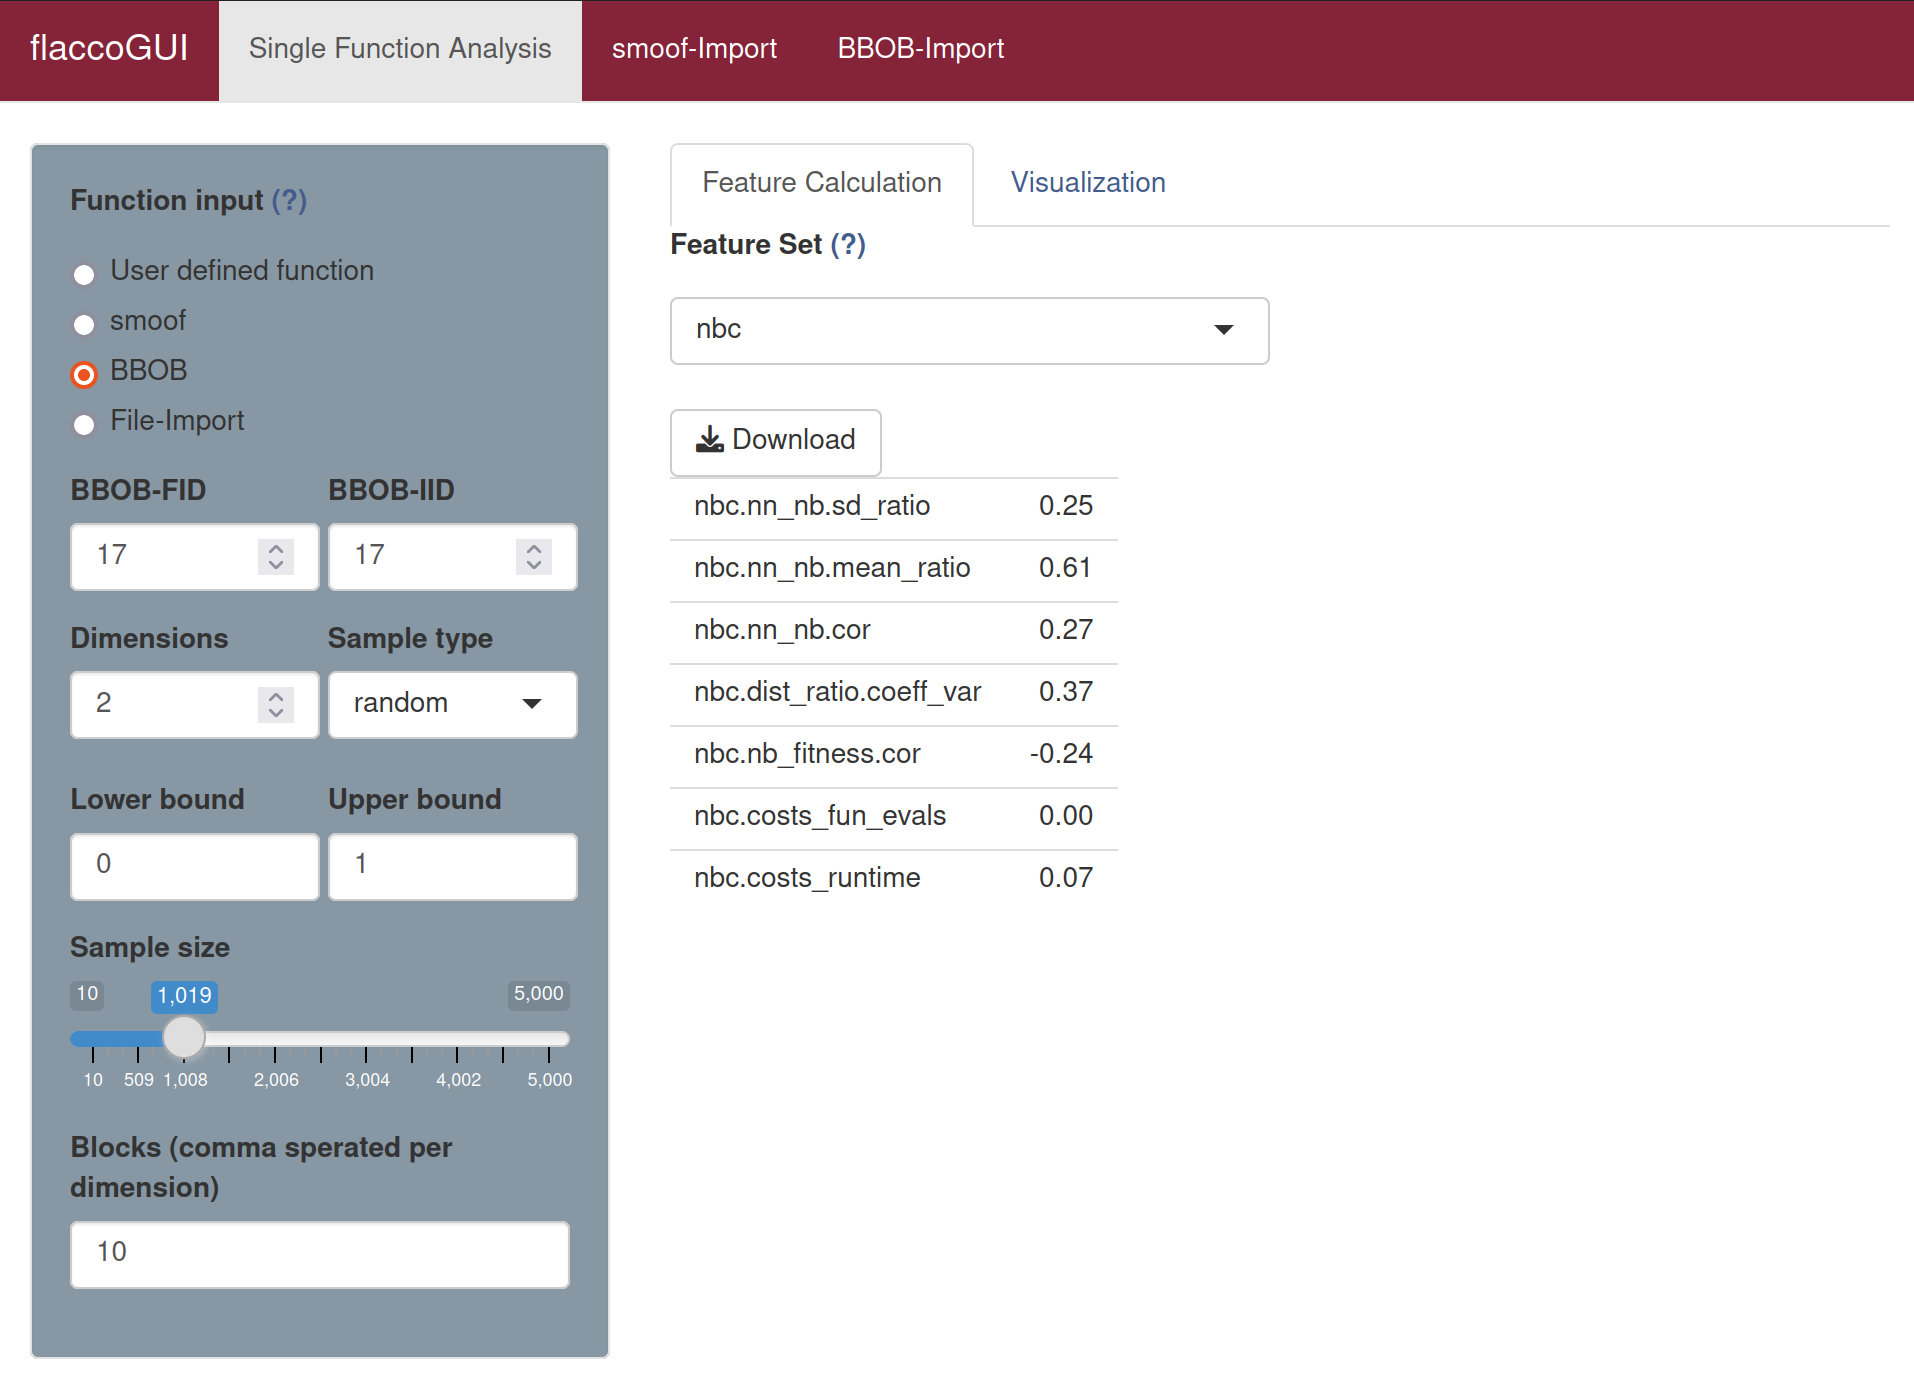 flaccoGUI
Single Function Analysis
smoof-Import
BBOB-Import
Function input (?)
User defined function
smoof
BBOB
File-Import
BBOB-FID BBOB-IID
17 17
Dimensions Sample type
2 random
Lower bound Upper bound
0 1
Sample size
10 1,019 5,000
10 509 1,008 2,006 3,004 4,002 5,000
Blocks (comma sperated per
dimension)
10
Feature Calculation Visualization
Feature Set (?)
nbc
Download
nbc.nn_nb.sd_ratio 0.25
nbc.nn_nb.mean_ratio 0.61
nbc.nn_nb.cor 0.27
nbc.dist_ratio.coeff_var 0.37
nbc.nb_fitness.cor -0.24
nbc.costs_fun_evals 0.00
nbc.costs_runtime 0.07